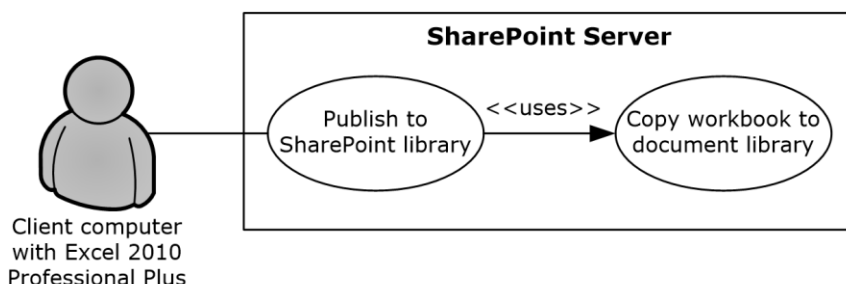 SharePoint Server
Publish to
SharePoint library
<<uses>>
Copy workbook to
document library
Client computer
with Excel 2010
Professional Plus